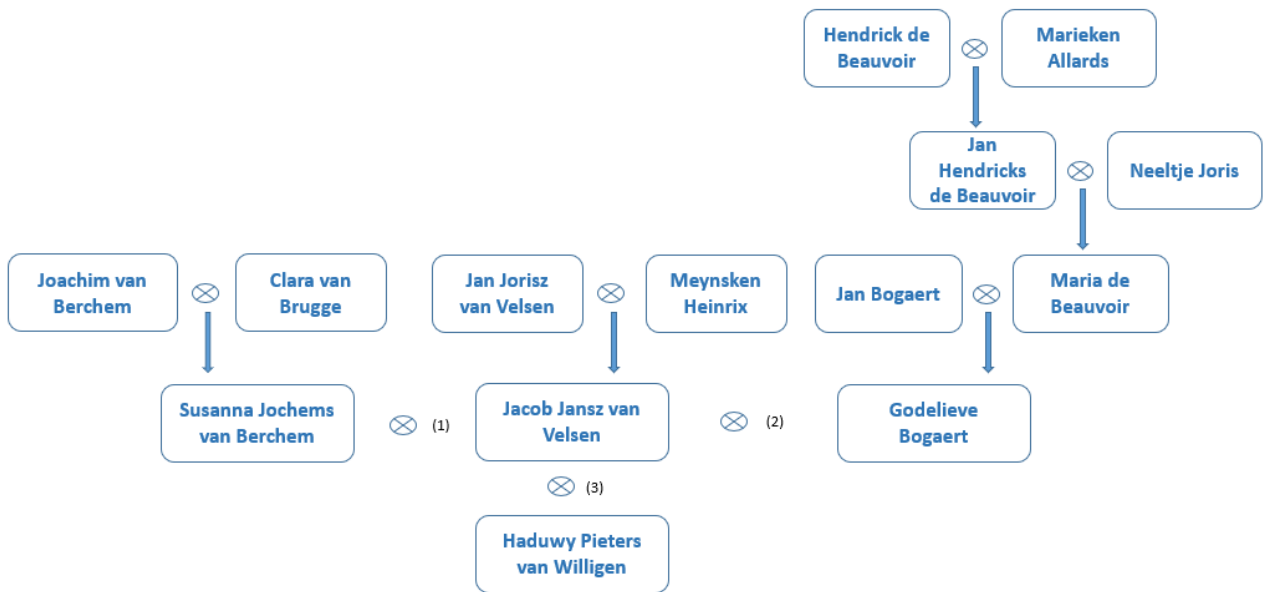 Hendrick de
Beauvoir
Marieken
Allards
Jan
Hendricks
de Beauvoir
Neeltje Joris
Joachim van
Berchem
Clara van
Brugge
Jan Jorisz
van Velsen
Meynsken
Heinrix
Jan Bogaert
Maria de
Beauvoir
Susanna Jochems
van Berchem
(1)
Jacob Jansz van
Velsen
(2)
Godelieve
Bogaert
(3)
Haduwy Pieters
van Willigen